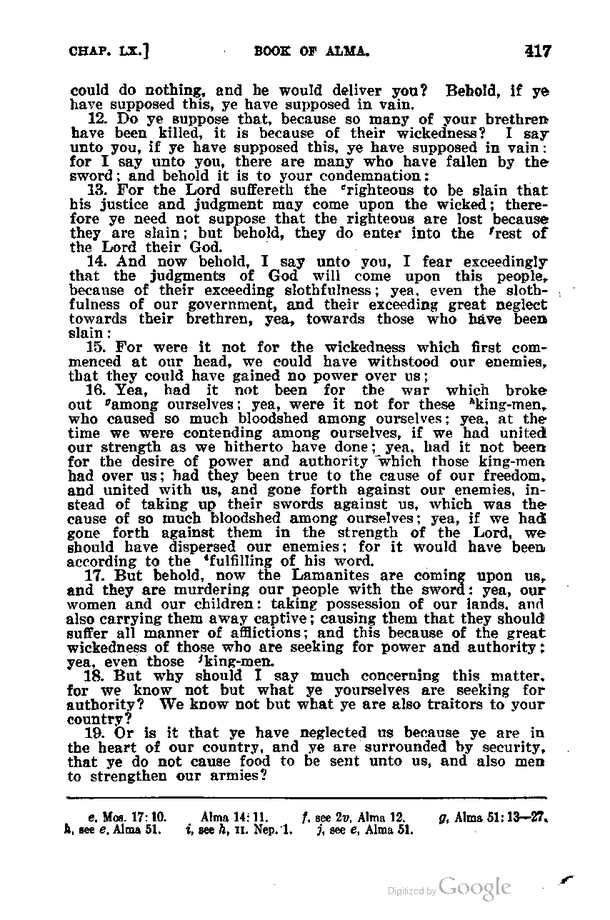 CHAP. LX.] BOOK OF ALMA. 417
could do nothing, and he would deliver you? Behold, if ye
have supposed this, ye have supposed in vain.
12. Do ye suppose that, because so many of your brethren
have been killed, it is because of their wickedness? I say
unto you, if ye have supposed this, ye have supposed in vain:
for I say unto you, there are many who have fallen by the
sword; and behold it is to your condemnation:
13. For the Lord suffereth the ᵉrighteous to be slain that
his justice and judgment may come upon the wicked; there-
fore ye need not suppose that the righteous are lost because
they are slain; but behold, they do enter into the ᶠrest of
the Lord their God.
14. And now behold, I say unto you, I fear exceedingly
that the judgments of God will come upon this people,
because of their exceeding slothfulness; yea, even the sloth-
fulness of our government, and their exceeding great neglect
towards their brethren, yea, towards those who have been
slain:
15. For were it not for the wickedness which first com-
menced at our head, we could have withstood our enemies,
that they could have gained no power over us;
16. Yea, had it not been for the war which broke
out ᵍamong ourselves; yea, were it not for these ʰking-men,
who caused so much bloodshed among ourselves; yea, at the
time we were contending among ourselves, if we had united
our strength as we hitherto have done; yea, had it not been
for the desire of power and authority which those king-men
had over us; had they been true to the cause of our freedom,
and united with us, and gone forth against our enemies, in-
stead of taking up their swords against us, which was the
cause of so much bloodshed among ourselves; yea, if we had
gone forth against them in the strength of the Lord, we
should have dispersed our enemies; for it would have been
according to the ⁱfulfilling of his word.
17. But behold, now the Lamanites are coming upon us,
and they are murdering our people with the sword: yea, our
women and our children: taking possession of our lands, and
also carrying them away captive; causing them that they should
suffer all manner of afflictions; and this because of the great
wickedness of those who are seeking for power and authority;
yea, even those ʲking-men.
18. But why should I say much concerning this matter,
for we know not but what ye yourselves are seeking for
authority? We know not but what ye are also traitors to your
country?
19. Or is it that ye have neglected us because ye are in
the heart of our country, and ye are surrounded by security,
that ye do not cause food to be sent unto us, and also men
to strengthen our armies?
e, Mos. 17:10. Alma 14:11. f, see 2v, Alma 12. g, Alma 51:13—27.
h, see e, Alma 51. i, see h, II. Nep. 1. j, see e, Alma 51.
Digitized by Google